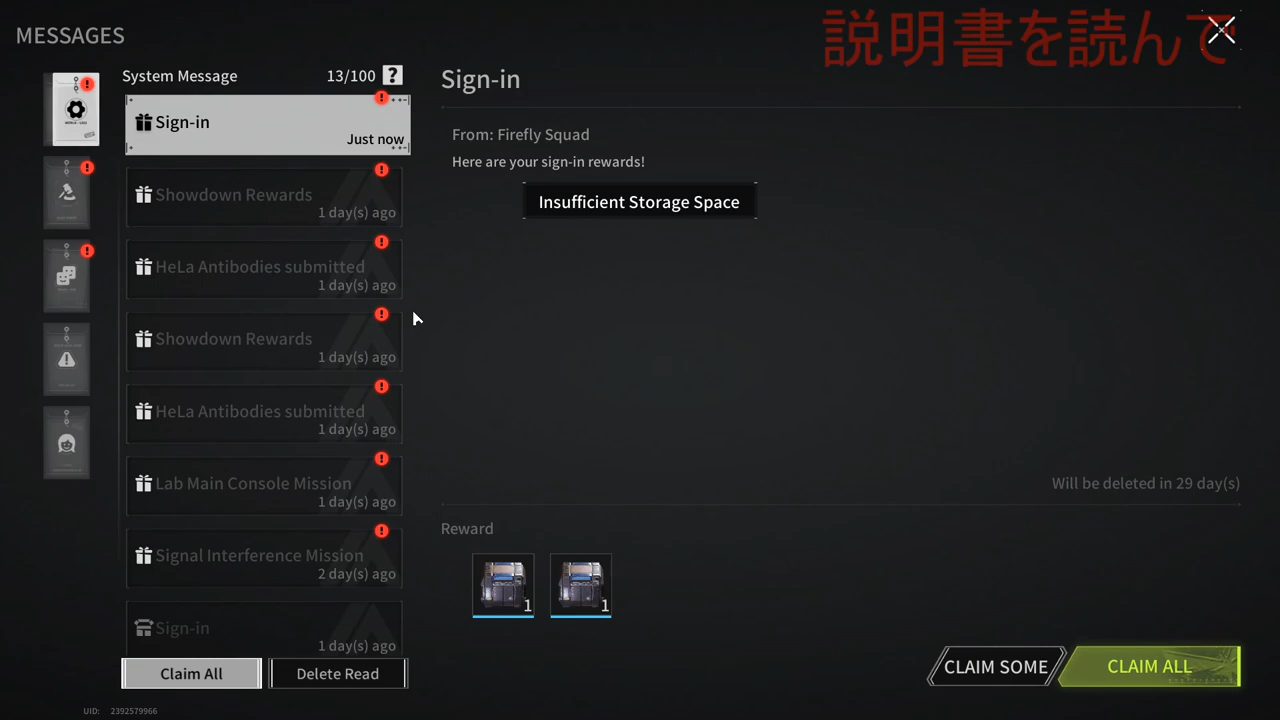 MESSAGES
説明書を読んで
System Message 13/100 ?
Sign-in
Sign-in
Just now
From: Firefly Squad
Here are your sign-in rewards!
Insufficient Storage Space
Showdown Rewards
1 day(s) ago
HeLa Antibodies submitted
1 day(s) ago
Showdown Rewards
1 day(s) ago
HeLa Antibodies submitted
1 day(s) ago
Lab Main Console Mission
1 day(s) ago
Signal Interference Mission
2 day(s) ago
Sign-in
1 day(s) ago
Will be deleted in 29 day(s)
Reward
1 1
Claim All Delete Read
CLAIM SOME CLAIM ALL
UID: 2392579966